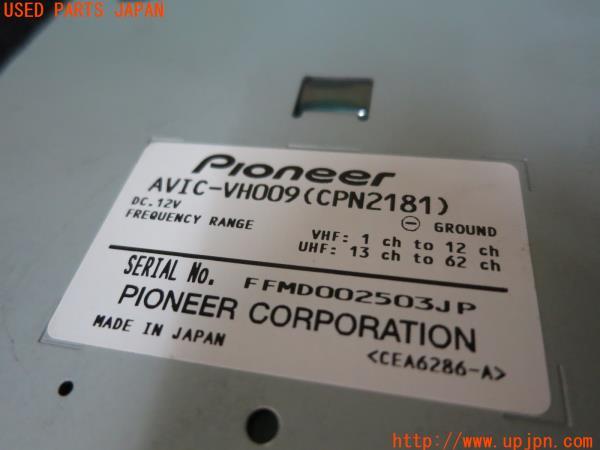 USED PARTS JAPAN
Pioneer
AVIC-VH009(CPN2181)
DC.12V ⊖ GROUND
FREQUENCY RANGE VHF: 1 ch to 12 ch
UHF: 13 ch to 62 ch
SERIAL No. FFMD002503JP
PIONEER CORPORATION
MADE IN JAPAN <CEA6286-A>
http://www.upjpn.com